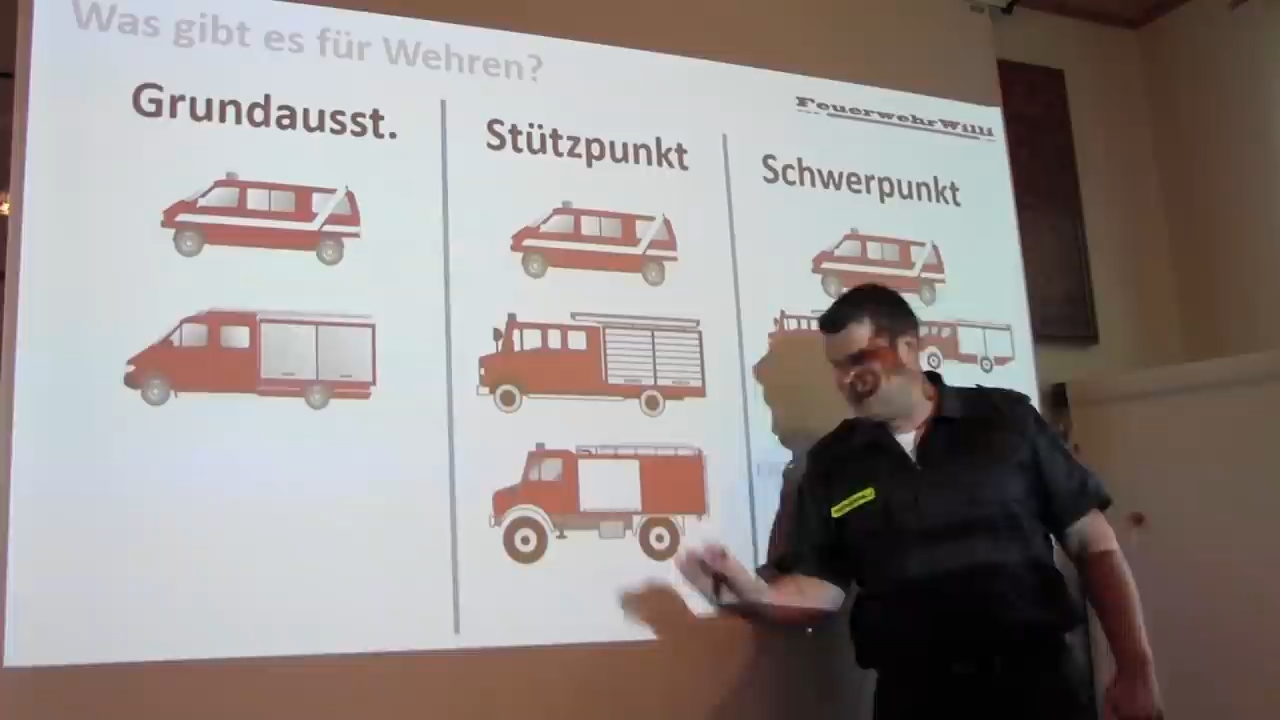 Was gibt es für Wehren?
Grundausst.
Stützpunkt
Schwerpunkt
FeuerwehrWilli